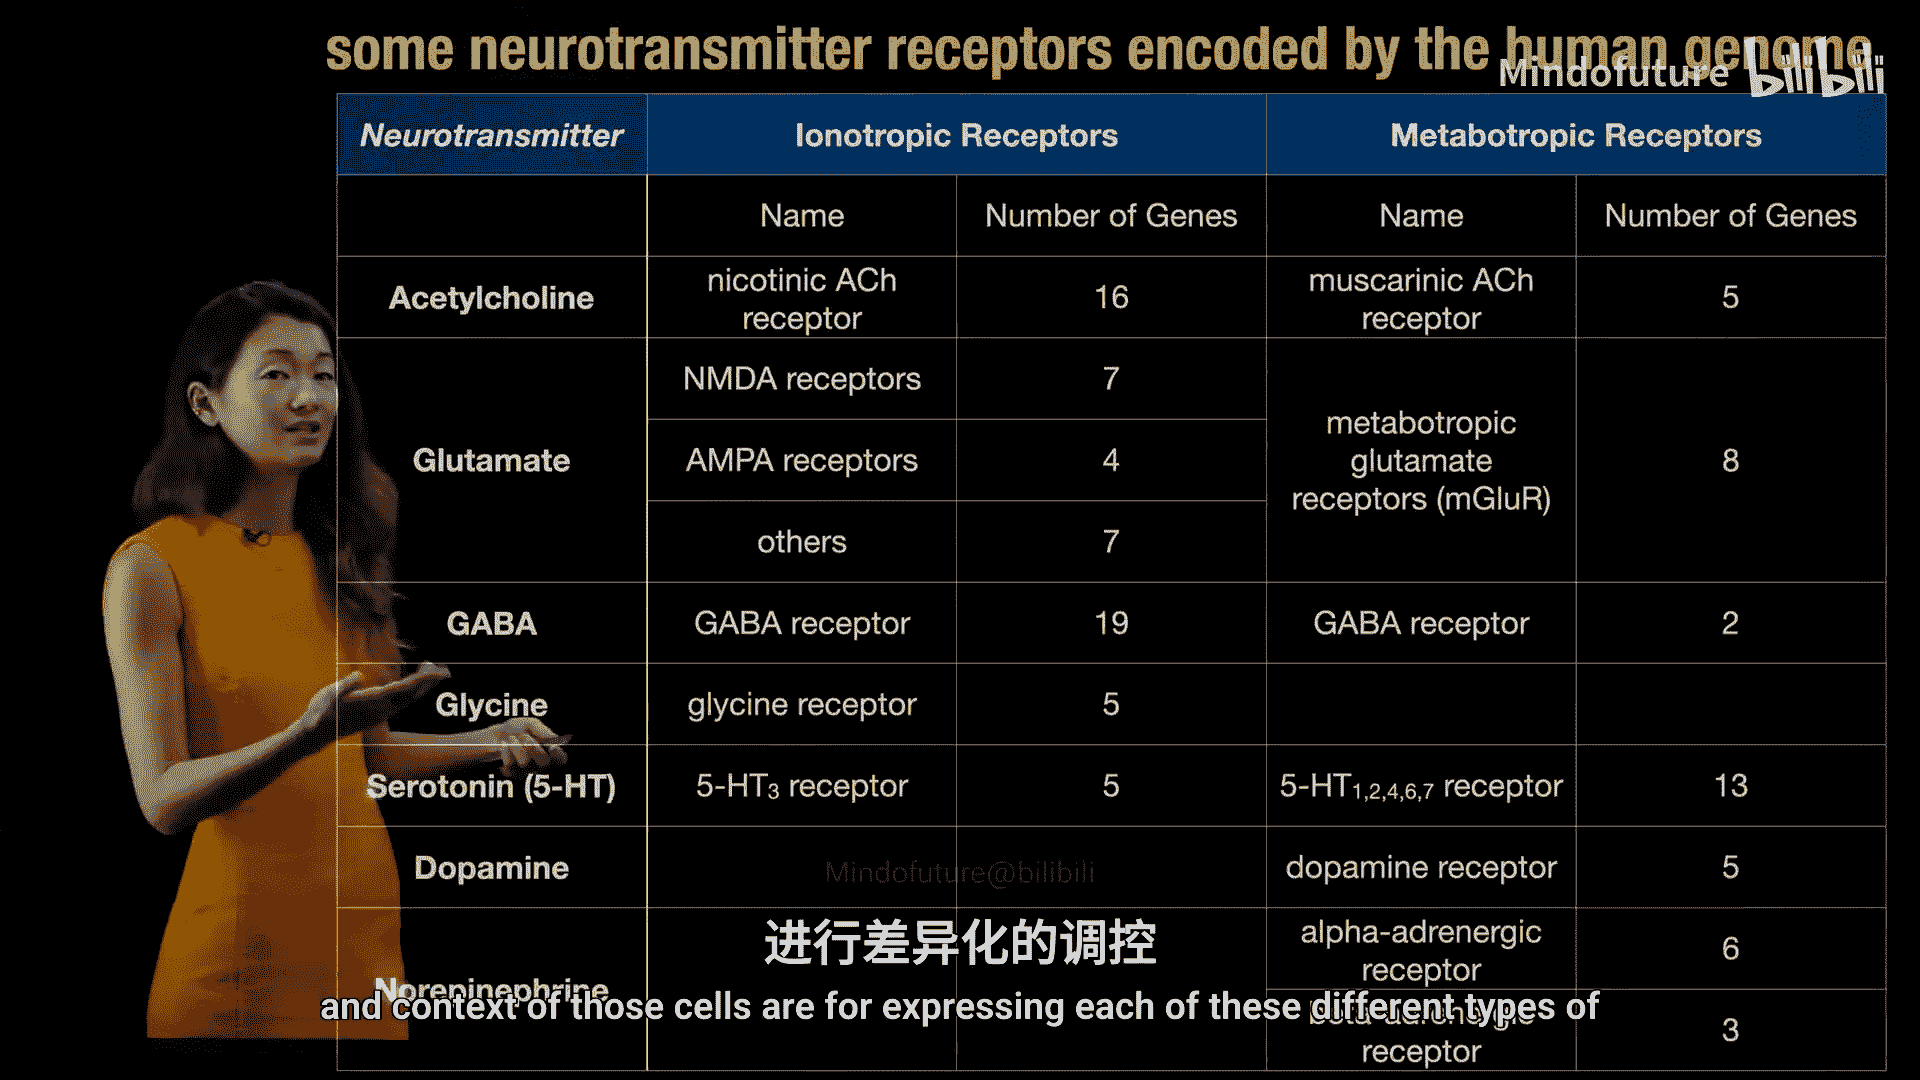 some neurotransmitter receptors encoded by the human genome
Mindofuture bilibili
Neurotransmitter Ionotropic Receptors Metabotropic Receptors
Name Number of Genes Name Number of Genes
Acetylcholine nicotinic ACh receptor 16 muscarinic ACh receptor 5
Glutamate NMDA receptors 7 metabotropic glutamate receptors (mGluR) 8
AMPA receptors 4
others 7
GABA GABA receptor 19 GABA receptor 2
Glycine glycine receptor 5
Serotonin (5-HT) 5-HT₃ receptor 5 5-HT₁,₂,₄,₆,₇ receptor 13
Dopamine dopamine receptor 5
Mindofuture@bilibili
Norepinephrine alpha-adrenergic receptor 6
beta-adrenergic receptor 3
进行差异化的调控
and context of those cells are for expressing each of these different types of